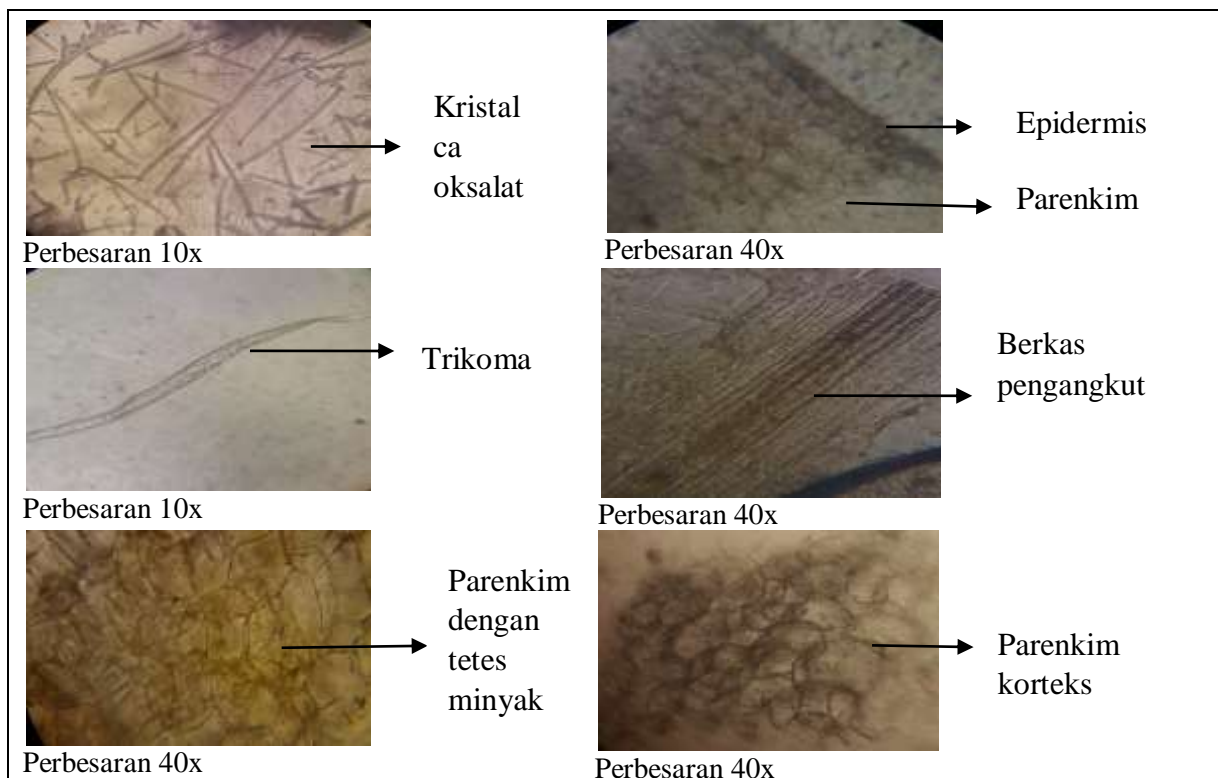 Kristal
ca
oksalat
Perbesaran 10x
Epidermis
Parenkim
Perbesaran 40x
Trikoma
Perbesaran 10x
Berkas
pengangkut
Perbesaran 40x
Parenkim
dengan
tetes
minyak
Perbesaran 40x
Parenkim
korteks
Perbesaran 40x